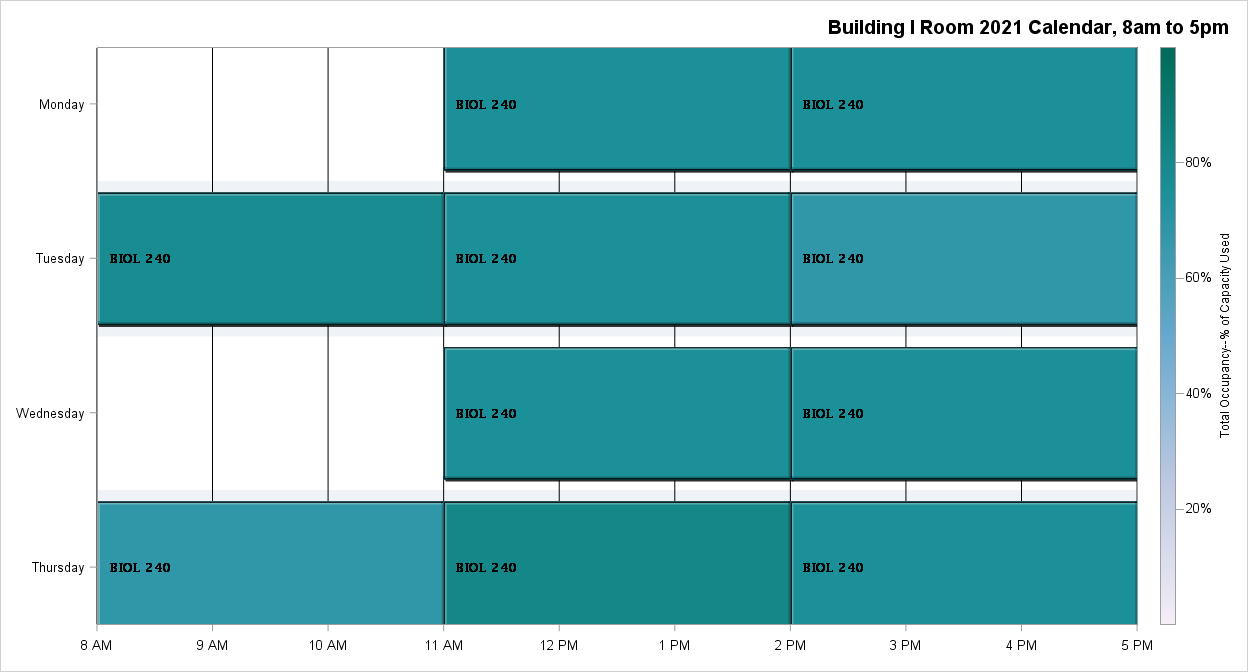 Building I Room 2021 Calendar, 8am to 5pm
Monday
BIOL 240
BIOL 240
Tuesday
BIOL 240
BIOL 240
BIOL 240
Wednesday
BIOL 240
BIOL 240
Thursday
BIOL 240
BIOL 240
BIOL 240
8 AM
9 AM
10 AM
11 AM
12 PM
1 PM
2 PM
3 PM
4 PM
5 PM
80%
60%
40%
20%
Total Occupancy--% of Capacity Used